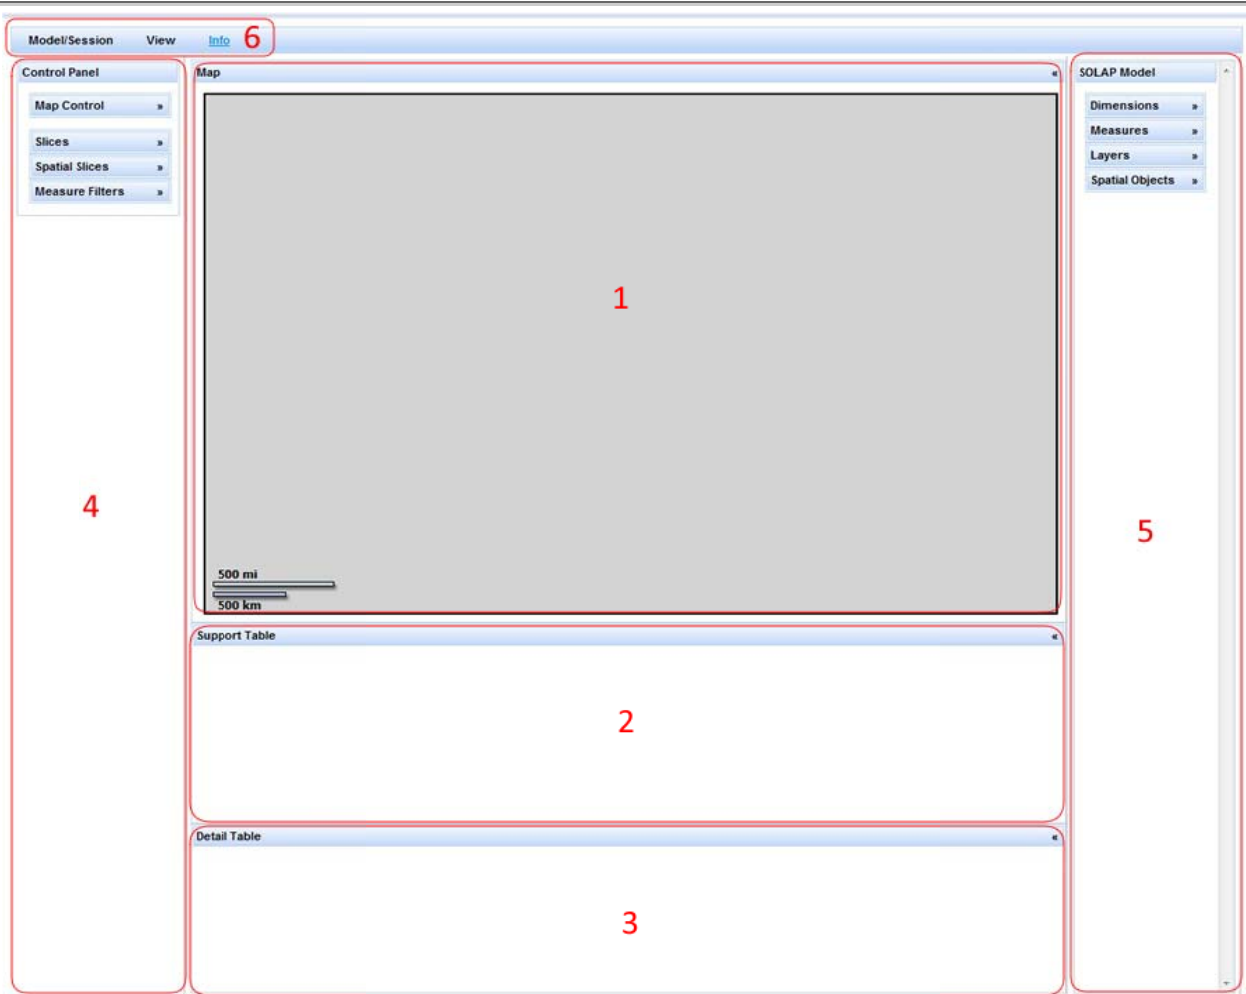 Model/Session View Info 6
Control Panel
Map Control »
Slices »
Spatial Slices »
Measure Filters »
4
Map «
1
500 mi
500 km
Support Table «
2
Detail Table «
3
SOLAP Model
Dimensions »
Measures »
Layers »
Spatial Objects »
5